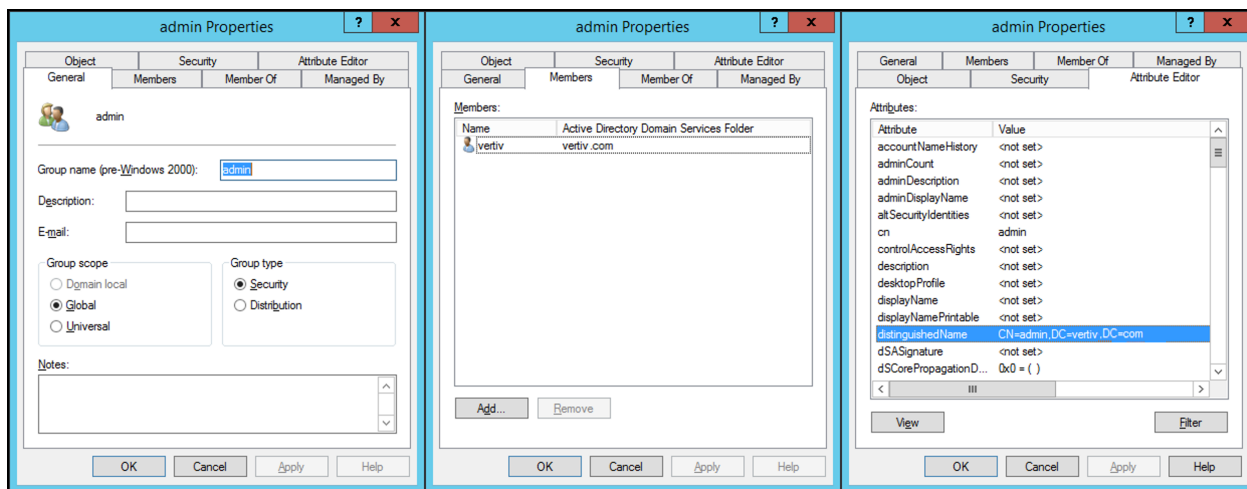 admin Properties
?
x
Object
Security
Attribute Editor
General
Members
Member Of
Managed By
admin
Group name (pre-Windows 2000):
admin
Description:
E-mail:
Group scope
Domain local
Global
Universal
Group type
Security
Distribution
Notes:
OK
Cancel
Apply
Help
admin Properties
?
x
Object
Security
Attribute Editor
General
Members
Member Of
Managed By
Members:
Name Active Directory Domain Services Folder
vertiv vertiv .com
Add...
Remove
OK
Cancel
Apply
Help
admin Properties
?
x
General
Members
Member Of
Managed By
Object
Security
Attribute Editor
Attributes:
Attribute Value
accountNameHistory <not set>
adminCount <not set>
adminDescription <not set>
adminDisplayName <not set>
altSecurityIdentities <not set>
cn admin
controlAccessRights <not set>
description <not set>
desktopProfile <not set>
displayName <not set>
displayNamePrintable <not set>
distinguishedName CN=admin,DC=vertiv,DC=com
dSASignature <not set>
dSCorePropagationD... 0x0 = ( )
View
Filter
OK
Cancel
Apply
Help